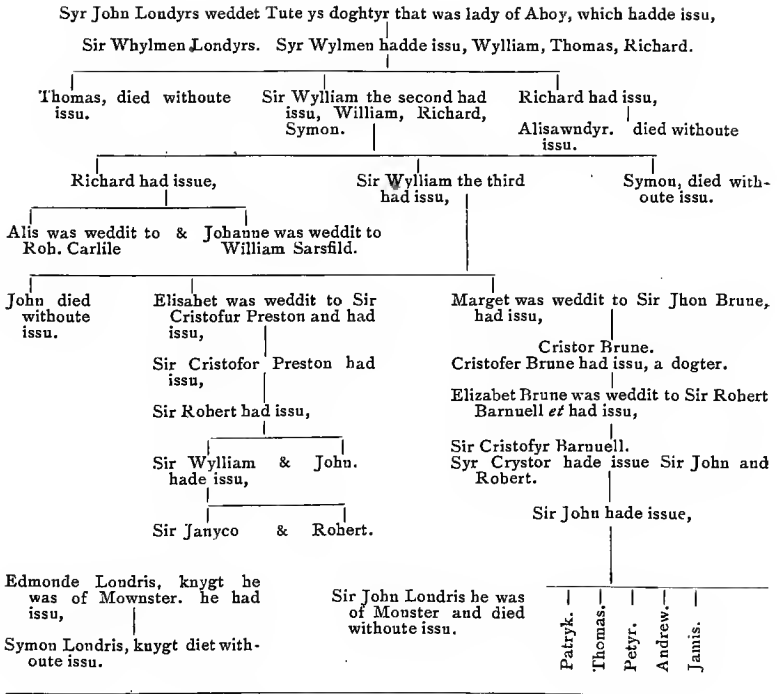 Syr John Londyrs weddet Tute ys doghtyr that was lady of Ahoy, which hadde issu,
Sir Whylmen Londyrs. Syr Wylmen hadde issu, Wylliam, Thomas, Richard.
Thomas, died withoute
issu.
Sir Wylliam the second had
issu, William, Richard,
Symon.
Richard had issu,
Alisawndyr. died withoute
issu.
Richard had issue,
Sir Wylliam the third
had issu,
Symon, died with-
oute issu.
Alis was weddit to
Rob. Carlile
& Johanne was weddit to
William Sarsfild.
John died
withoute
issu.
Elisabet was weddit to Sir
Cristofur Preston and had
issu,
Sir Cristofor Preston had
issu,
Sir Robert had issu,
Sir Wylliam & John.
hade issu,
Sir Janyco & Robert.
Marget was weddit to Sir Jhon Brune,
had issu,
Cristor Brune.
Cristofer Brune had issu, a dogter.
Elizabet Brune was weddit to Sir Robert
Barnuell et had issu,
Sir Cristofyr Barnuell.
Syr Crystor hade issue Sir John and
Robert.
Sir John hade issue,
Patryk.
Thomas.
Petyr.
Andrew.
Jamis.
Edmonde Londris, knygt he
was of Mownster. he had
issu,
Symon Londris, knygt diet with-
oute issu.
Sir John Londris he was
of Monster and died
withoute issu.